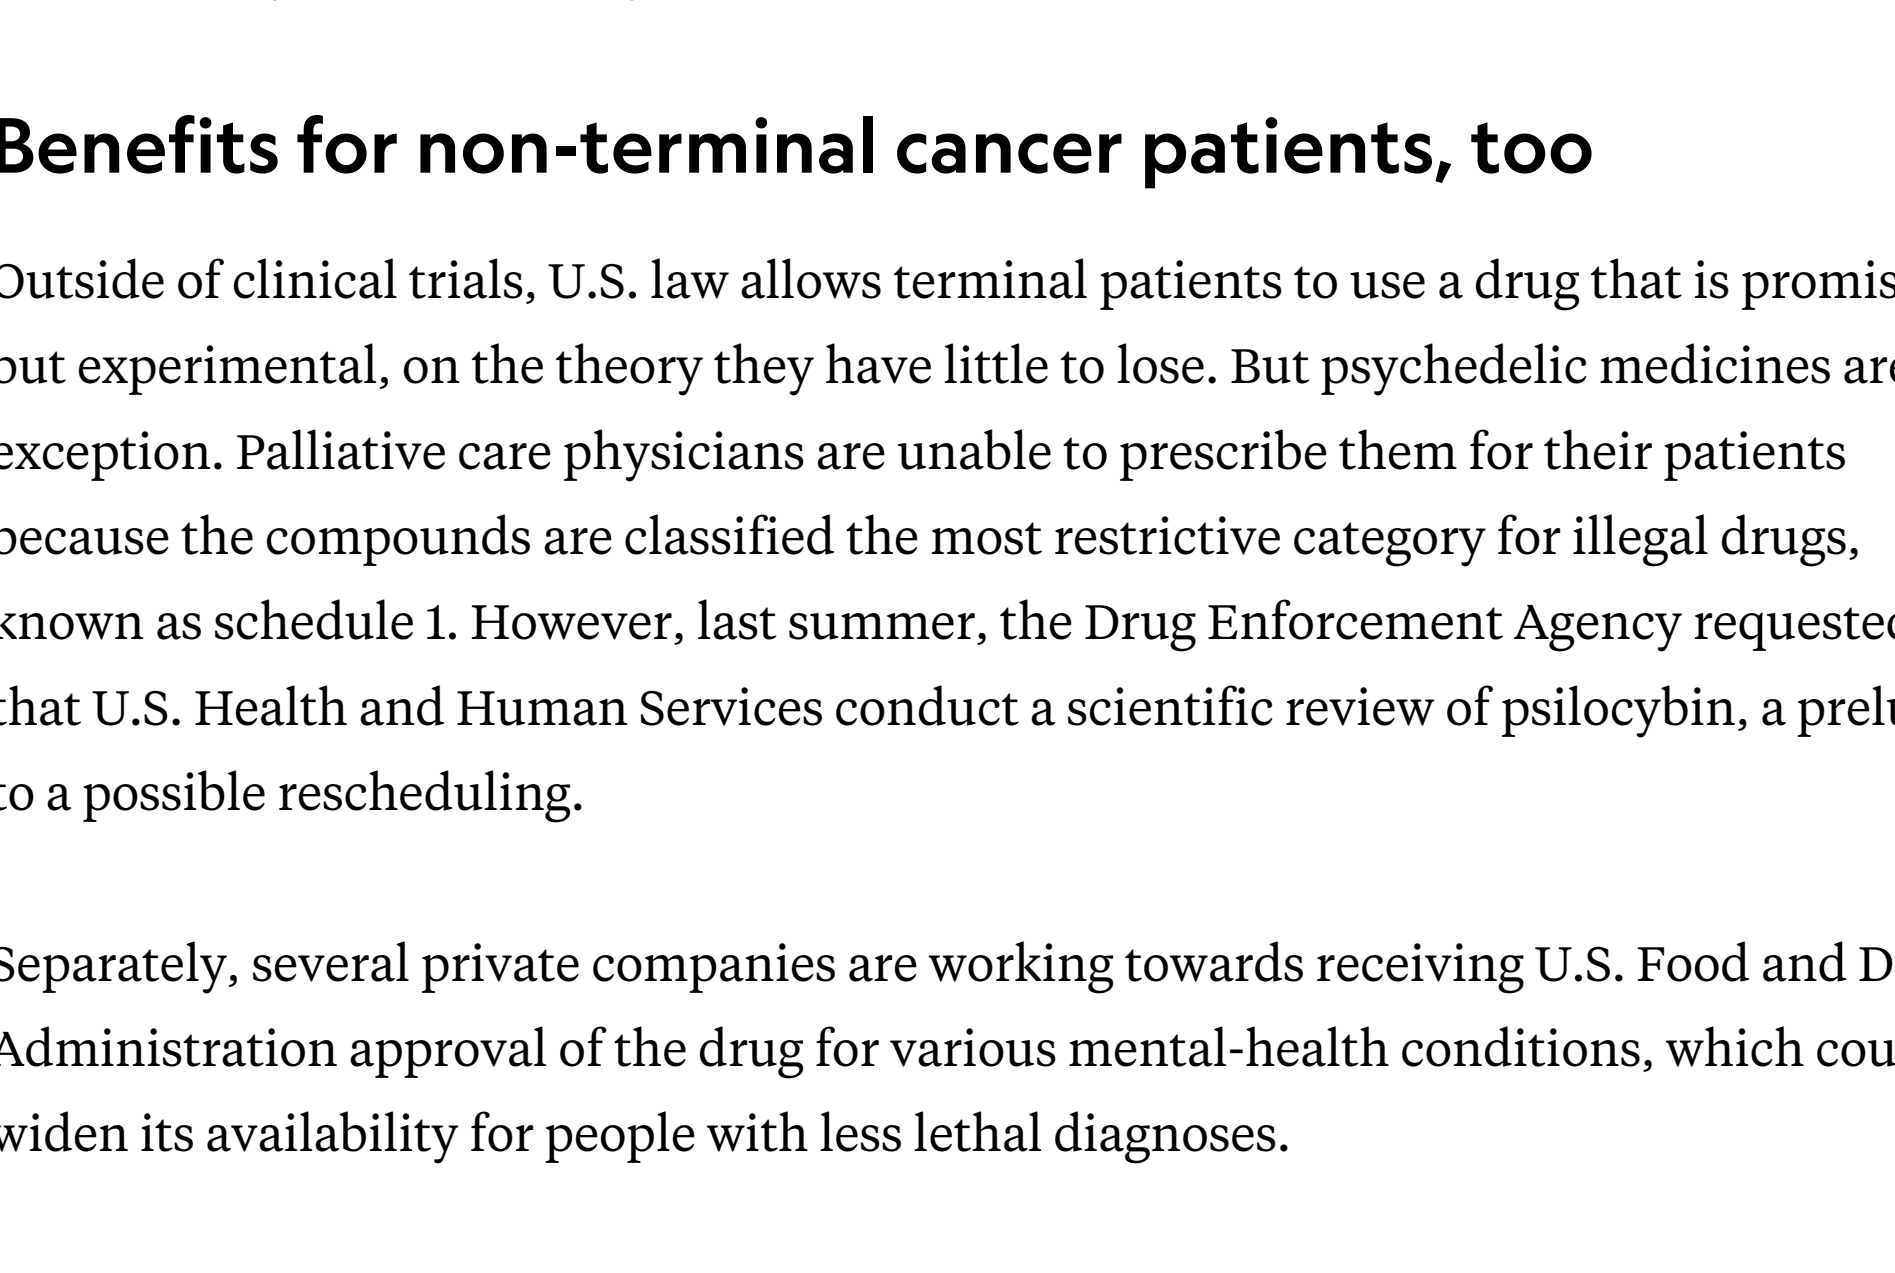 Benefits for non-terminal cancer patients, too
Outside of clinical trials, U.S. law allows terminal patients to use a drug that is promis
but experimental, on the theory they have little to lose. But psychedelic medicines are
exception. Palliative care physicians are unable to prescribe them for their patients
because the compounds are classified the most restrictive category for illegal drugs,
known as schedule 1. However, last summer, the Drug Enforcement Agency requested
that U.S. Health and Human Services conduct a scientific review of psilocybin, a prelu
to a possible rescheduling.
Separately, several private companies are working towards receiving U.S. Food and D
Administration approval of the drug for various mental-health conditions, which cou
widen its availability for people with less lethal diagnoses.